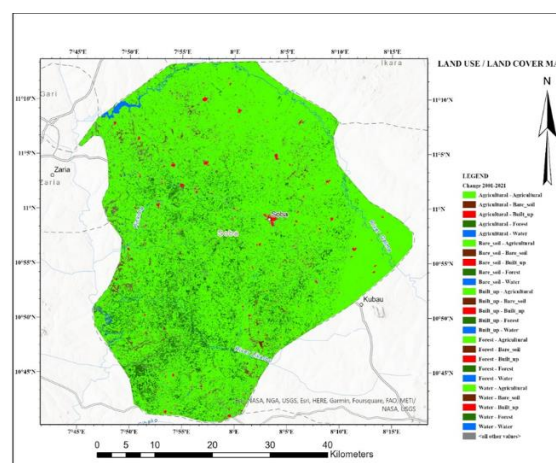 7°45'E 7°50'E 7°55'E 8°0'E 8°5'E 8°10'E 8°15'E
LAND USE / LAND COVER MA
Ikara
N
11°10'N 11°10'N
Gari
11°5'N 11°5'N
Zaria
Zaria
11°N 11°N
Soba
Soba
10°55'N 10°55'N
Kubau
10°50'N 10°50'N
10°45'N 10°45'N
NASA, NGA, USGS, Esri, HERE, Garmin, Foursquare, FAO, METI/
NASA, USGS
7°45'E 7°50'E 7°55'E 8°0'E 8°5'E 8°10'E 8°15'E
0 5 10 20 30 40
Kilometers
LEGEND
Change 2001-2021
Agricultural - Agricultural
Agricultural - Bare_soil
Agricultural - Built_up
Agricultural - Forest
Agricultural - Water
Bare_soil - Agricultural
Bare_soil - Bare_soil
Bare_soil - Built_up
Bare_soil - Forest
Bare_soil - Water
Built_up - Agricultural
Built_up - Bare_soil
Built_up - Built_up
Built_up - Forest
Built_up - Water
Forest - Agricultural
Forest - Bare_soil
Forest - Built_up
Forest - Forest
Forest - Water
Water - Agricultural
Water - Bare_soil
Water - Built_up
Water - Forest
Water - Water
<all other values>